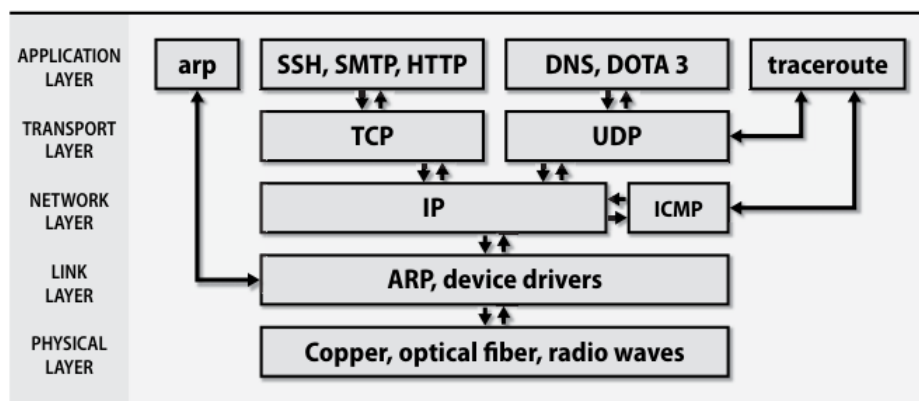 APPLICATION
LAYER
arp
SSH, SMTP, HTTP
DNS, DOTA 3
traceroute
TRANSPORT
LAYER
TCP
UDP
NETWORK
LAYER
IP
ICMP
LINK
LAYER
ARP, device drivers
PHYSICAL
LAYER
Copper, optical fiber, radio waves